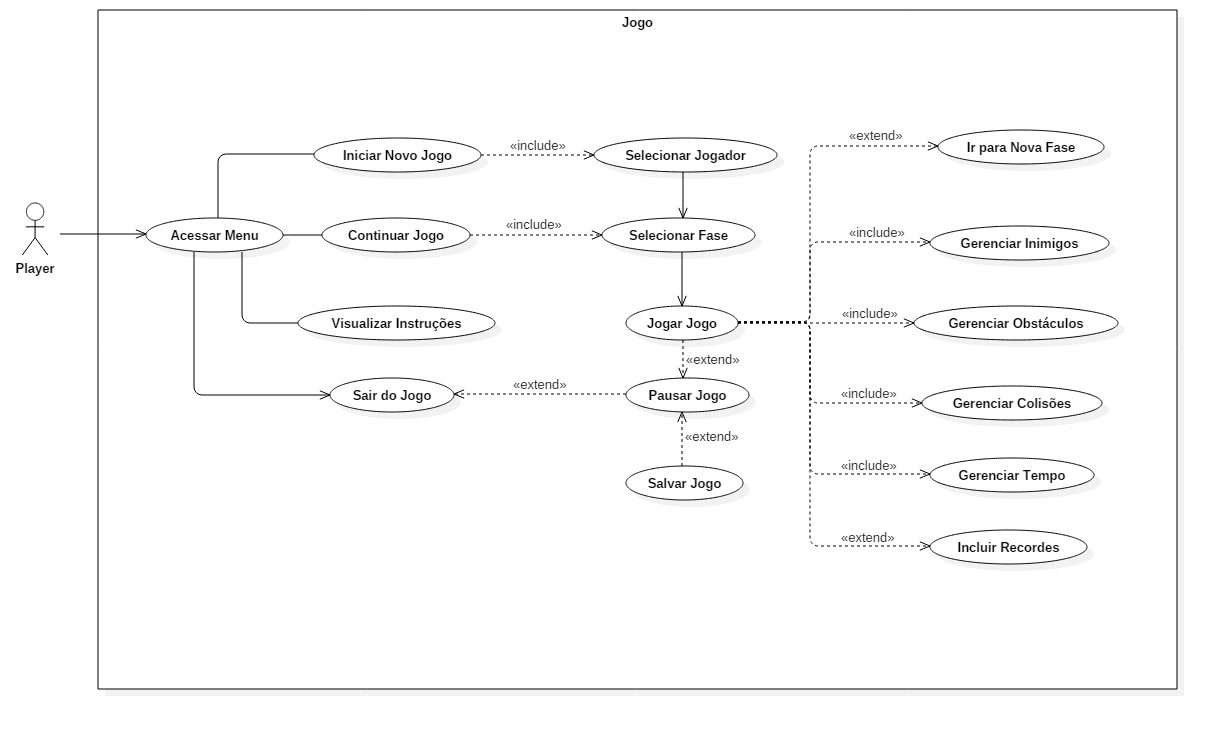 Jogo
«extend»
Ir para Nova Fase
Iniciar Novo Jogo
«include»
Selecionar Jogador
Player
Acessar Menu
Continuar Jogo
«include»
Selecionar Fase
«include»
Gerenciar Inimigos
Visualizar Instruções
Jogar Jogo
«include»
Gerenciar Obstáculos
«extend»
Sair do Jogo
«extend»
Pausar Jogo
«include»
Gerenciar Colisões
«extend»
Salvar Jogo
«include»
Gerenciar Tempo
«extend»
Incluir Recordes